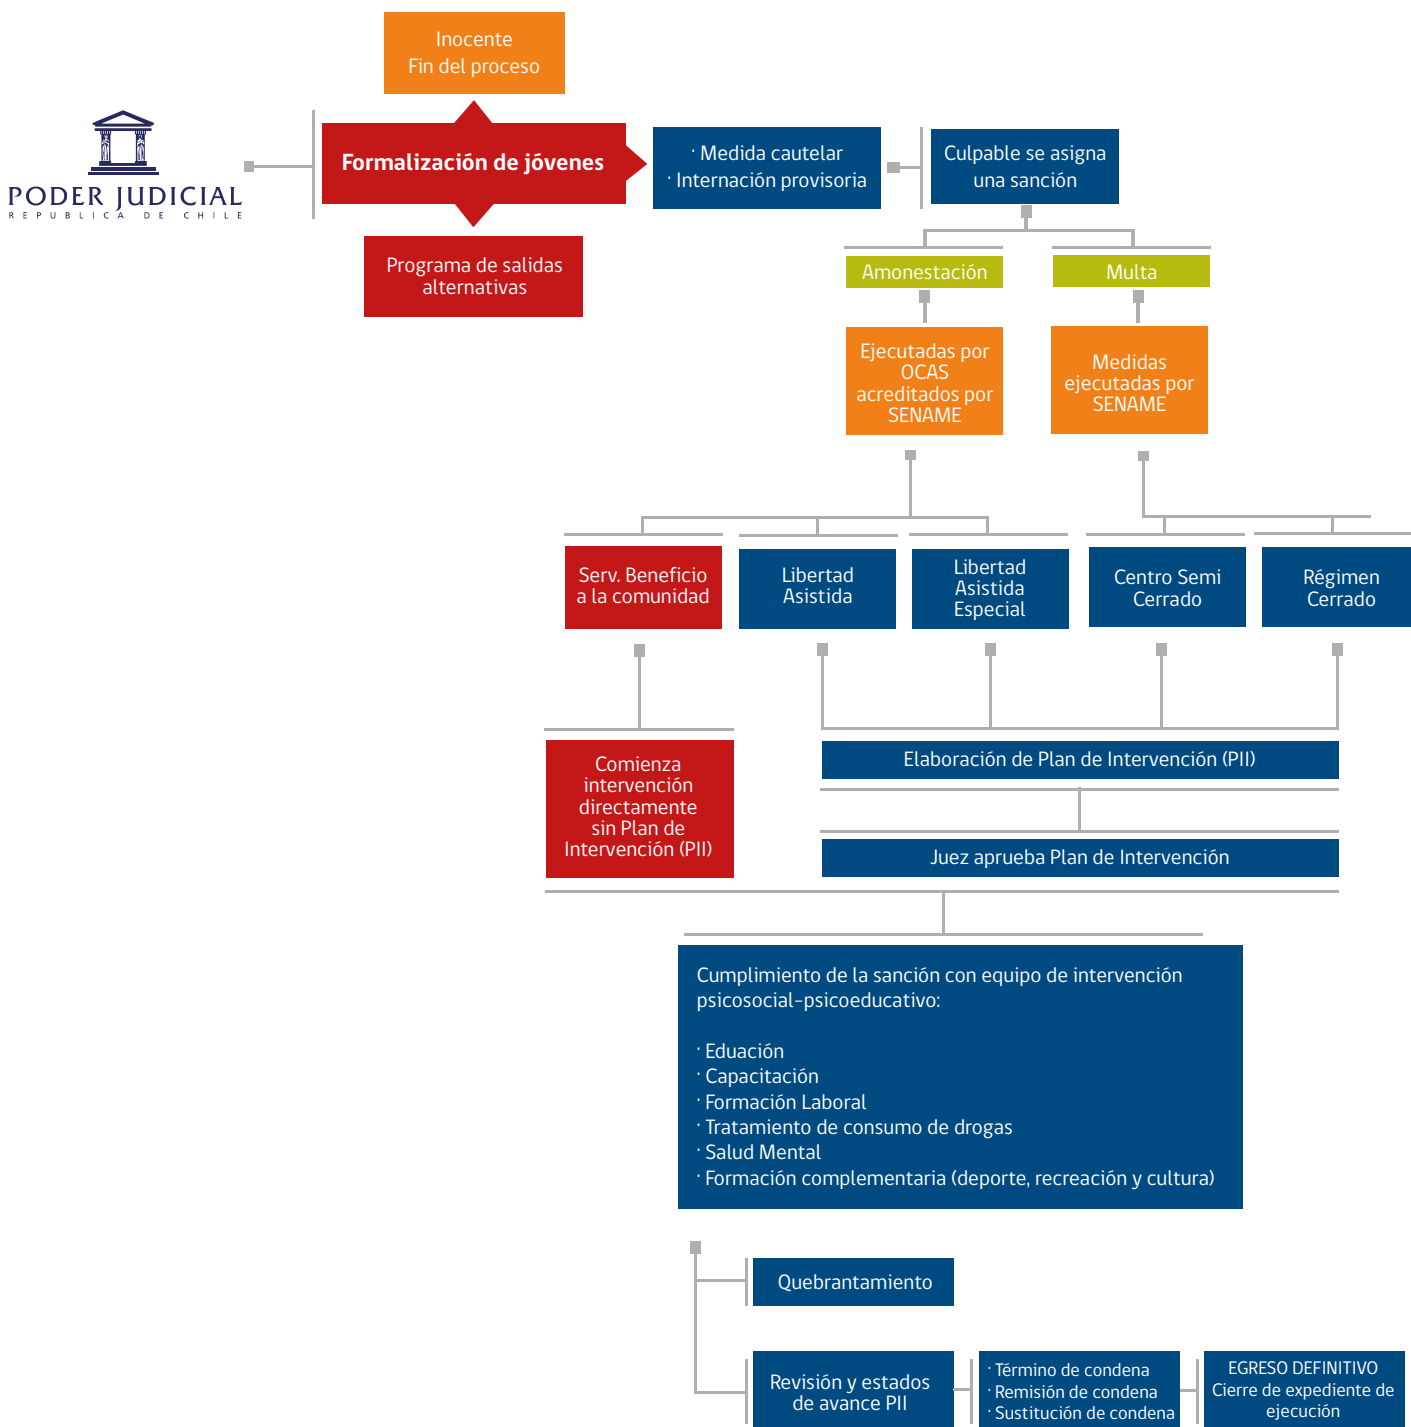 Inocente
Fin del proceso
PODER JUDICIAL
REPUBLICA DE CHILE
Formalización de jóvenes
· Medida cautelar
· Internación provisoria
Culpable se asigna
una sanción
Programa de salidas
alternativas
Amonestación
Multa
Ejecutadas por
OCAS
acreditados por
SENAME
Medidas
ejecutadas por
SENAME
Serv. Beneficio
a la comunidad
Libertad
Asistida
Libertad
Asistida
Especial
Centro Semi
Cerrado
Régimen
Cerrado
Comienza
intervención
directamente
sin Plan de
Intervención (PII)
Elaboración de Plan de Intervención (PII)
Juez aprueba Plan de Intervención
Cumplimiento de la sanción con equipo de intervención
psicosocial-psicoeducativo:
· Eduación
· Capacitación
· Formación Laboral
· Tratamiento de consumo de drogas
· Salud Mental
· Formación complementaria (deporte, recreación y cultura)
Quebrantamiento
Revisión y estados
de avance PII
· Término de condena
· Remisión de condena
· Sustitución de condena
EGRESO DEFINITIVO
Cierre de expediente de
ejecución